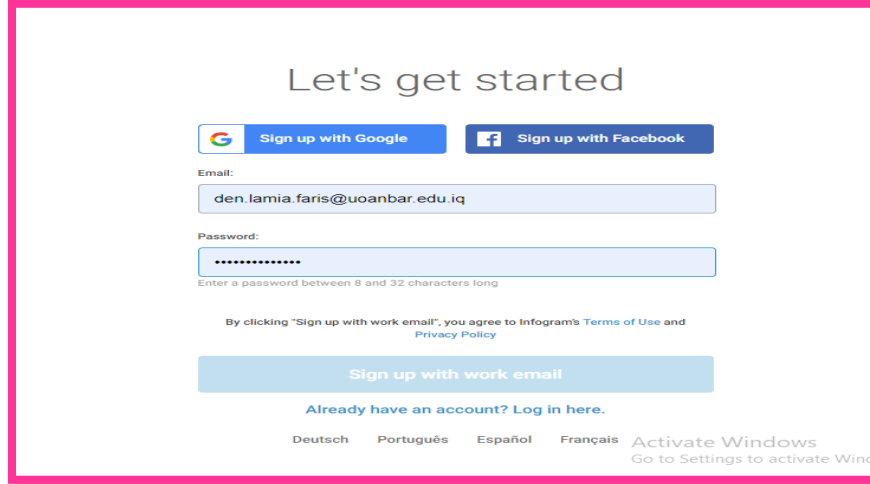 Let's get started
Sign up with Google
Sign up with Facebook
Email:
den.lamia.faris@uoanbar.edu.iq
Password:
••••••••••••••
Enter a password between 8 and 32 characters long
By clicking "Sign up with work email", you agree to Infogram's Terms of Use and
Privacy Policy
Sign up with work email
Already have an account? Log in here.
Deutsch Português Español Français
Activate Windows
Go to Settings to activate Win